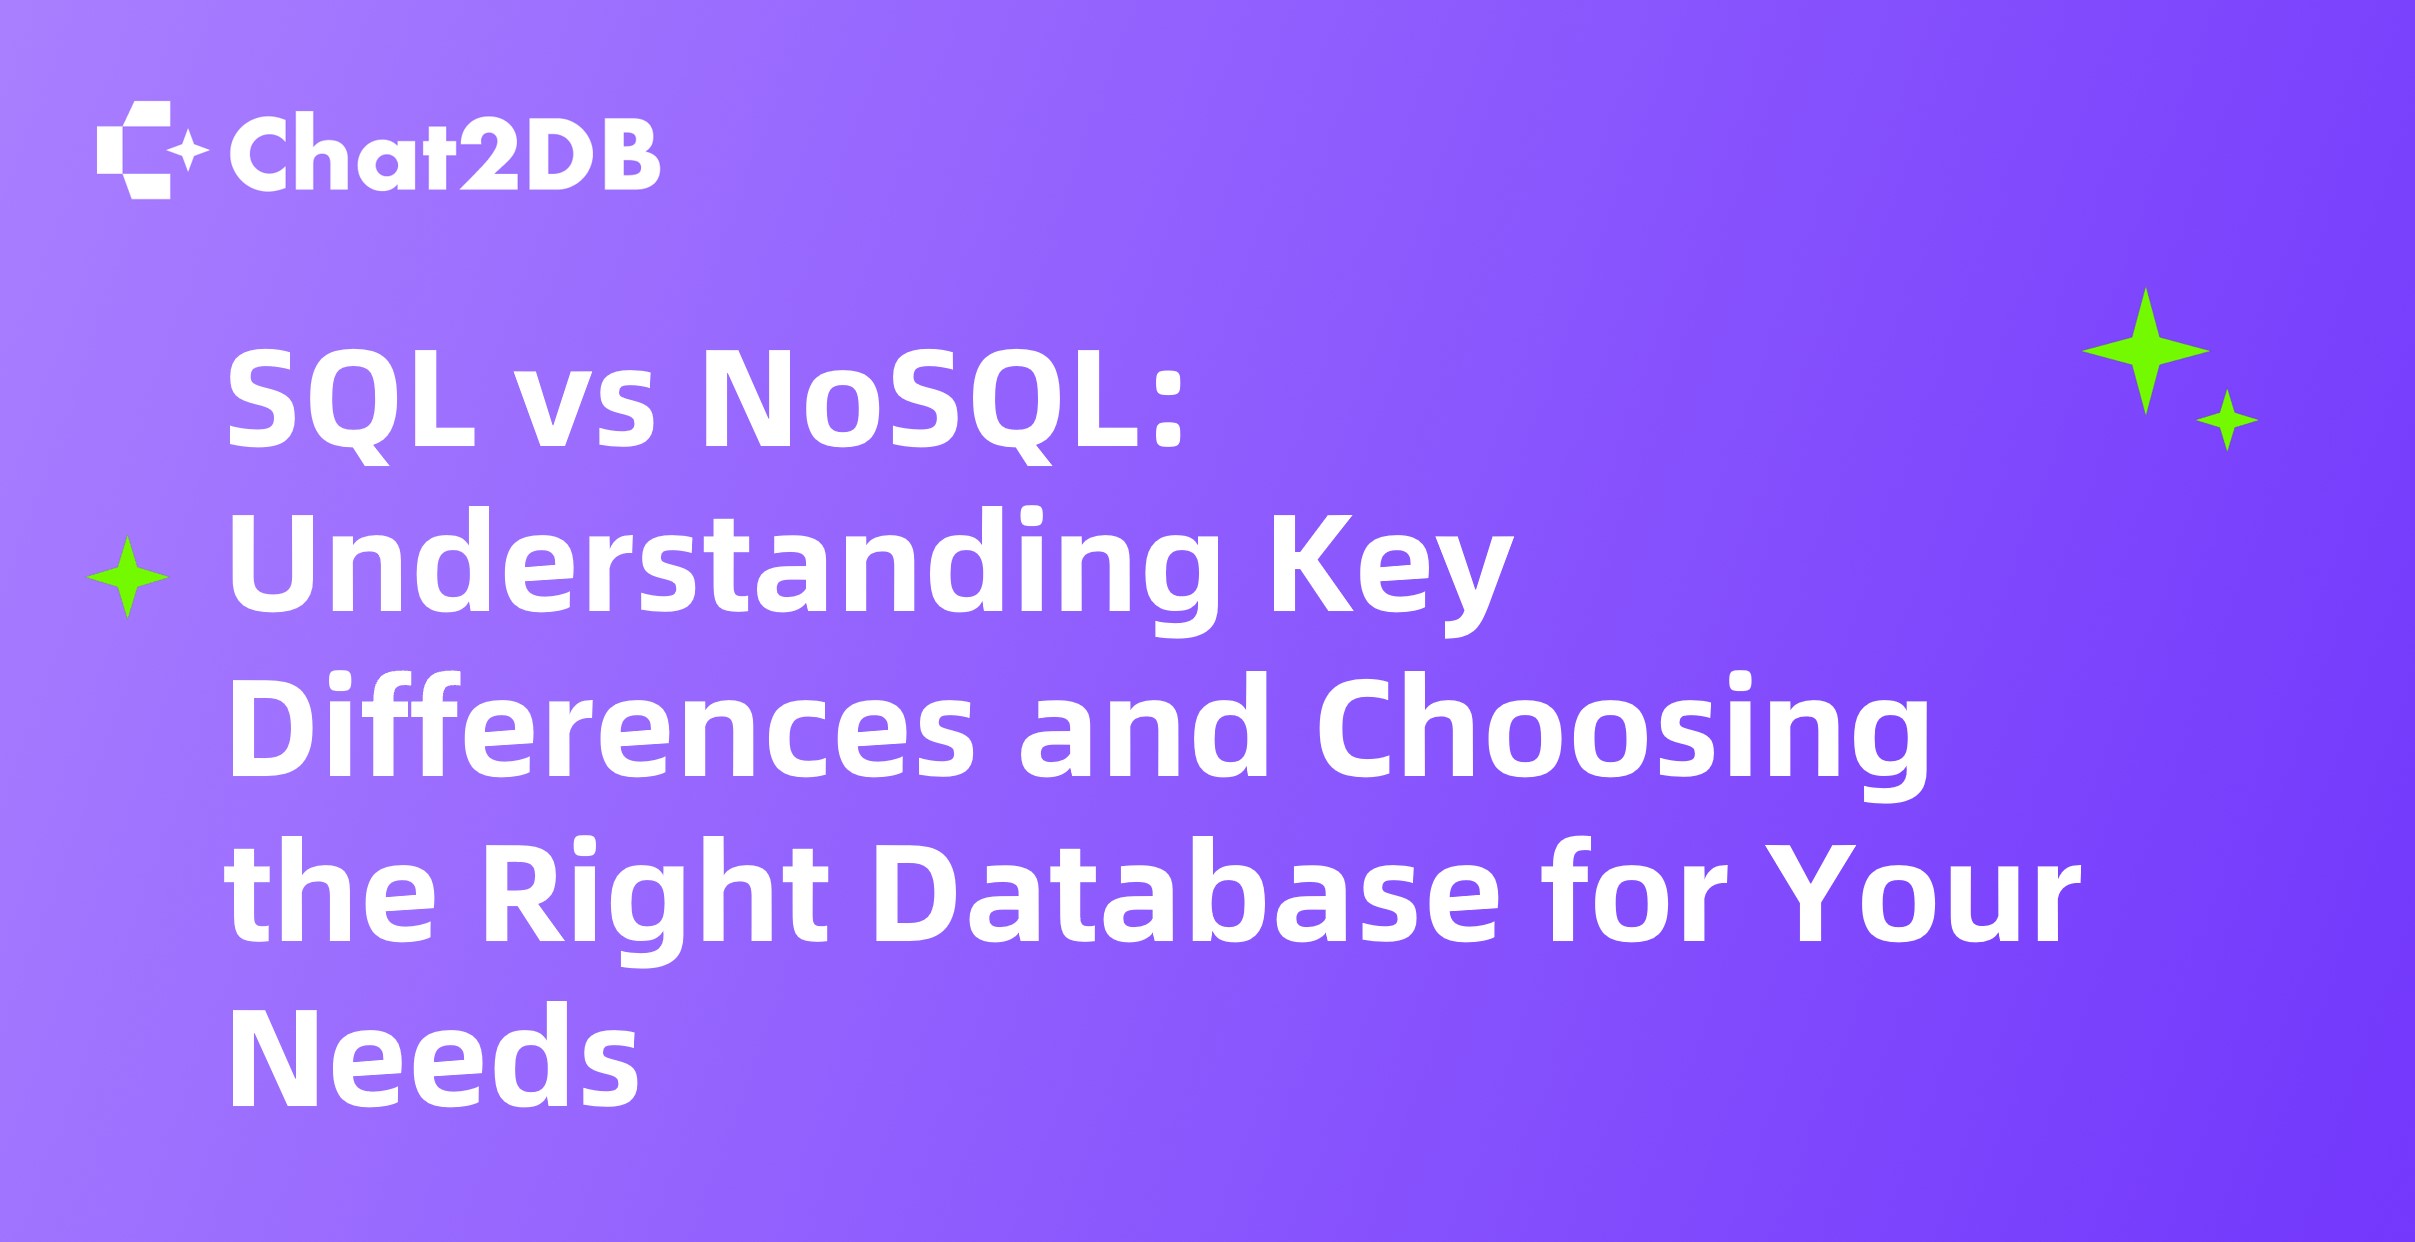 Chat2DB
SQL vs NoSQL:
Understanding Key
Differences and Choosing
the Right Database for Your
Needs